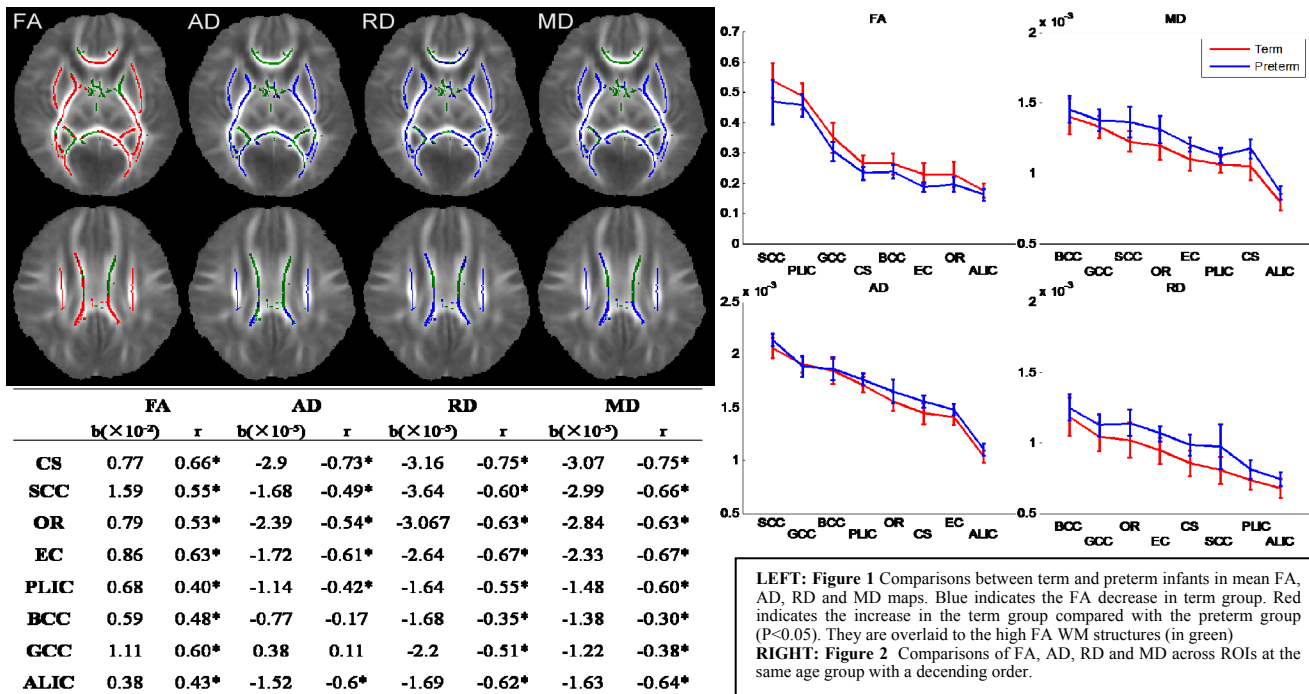 FA AD RD MD
FA AD RD MD
b(×10⁻²) r b(×10⁻⁵) r b(×10⁻⁵) r b(×10⁻⁵) r
CS 0.77 0.66* -2.9 -0.73* -3.16 -0.75* -3.07 -0.75*
SCC 1.59 0.55* -1.68 -0.49* -3.64 -0.60* -2.99 -0.66*
OR 0.79 0.53* -2.39 -0.54* -3.067 -0.63* -2.84 -0.63*
EC 0.86 0.63* -1.72 -0.61* -2.64 -0.67* -2.33 -0.67*
PLIC 0.68 0.40* -1.14 -0.42* -1.64 -0.55* -1.48 -0.60*
BCC 0.59 0.48* -0.77 -0.17 -1.68 -0.35* -1.38 -0.30*
GCC 1.11 0.60* 0.38 0.11 -2.2 -0.51* -1.22 -0.38*
ALIC 0.38 0.43* -1.52 -0.6* -1.69 -0.62* -1.63 -0.64*
FA
0.7
0.6
0.5
0.4
0.3
0.2
0.1
0
SCC PLIC GCC CS BCC EC OR ALIC
x 10⁻³
MD
2
1.5
1
0.5
Term
Preterm
BCC GCC SCC OR EC PLIC CS ALIC
x 10⁻³
AD
2.5
2
1.5
1
0.5
SCC GCC BCC PLIC OR CS EC ALIC
x 10⁻³
RD
2
1.5
1
0.5
BCC GCC OR EC CS SCC PLIC ALIC
LEFT: Figure 1 Comparisons between term and preterm infants in mean FA,
AD, RD and MD maps. Blue indicates the FA decrease in term group. Red
indicates the increase in the term group compared with the preterm group
(P<0.05). They are overlaid to the high FA WM structures (in green)
RIGHT: Figure 2 Comparisons of FA, AD, RD and MD across ROIs at the
same age group with a decending order.